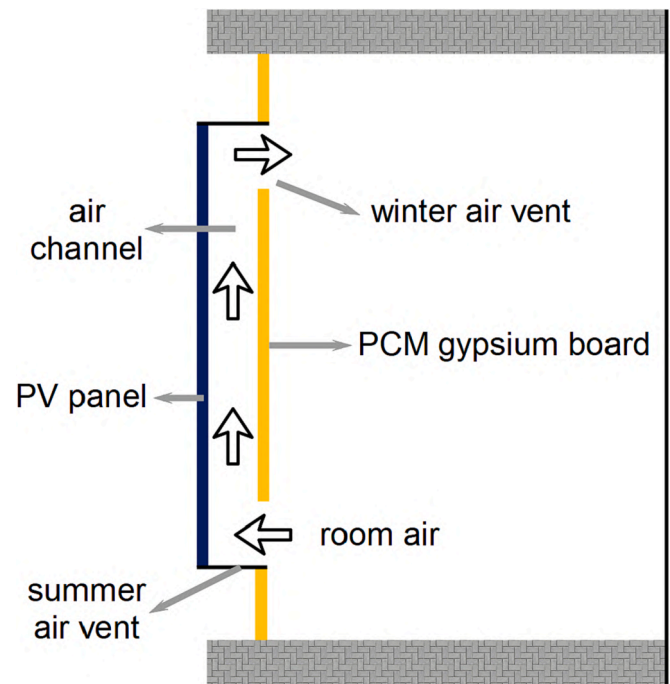 air
channel
winter air vent
PCM gypsium board
PV panel
room air
summer
air vent